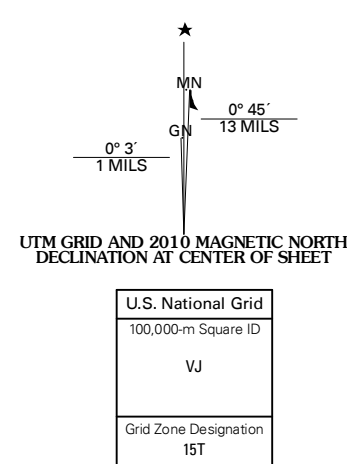 ★
MN
0° 45´
13 MILS
GN
0° 3´
1 MILS
UTM GRID AND 2010 MAGNETIC NORTH
DECLINATION AT CENTER OF SHEET
U.S. National Grid
100,000-m Square ID
VJ
Grid Zone Designation
15T